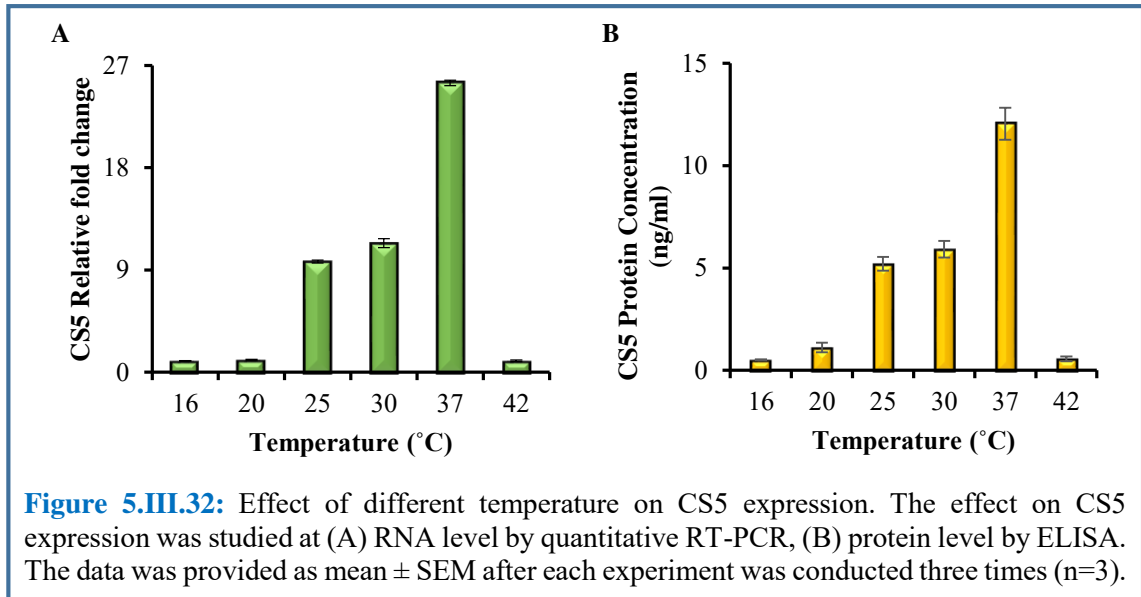 A
CS5 Relative fold change
27
18
9
0
16 20 25 30 37 42
Temperature (˚C)
B
CS5 Protein Concentration
(ng/ml)
15
10
5
0
16 20 25 30 37 42
Temperature (˚C)
Figure 5.III.32: Effect of different temperature on CS5 expression. The effect on CS5
expression was studied at (A) RNA level by quantitative RT-PCR, (B) protein level by ELISA.
The data was provided as mean ± SEM after each experiment was conducted three times (n=3).